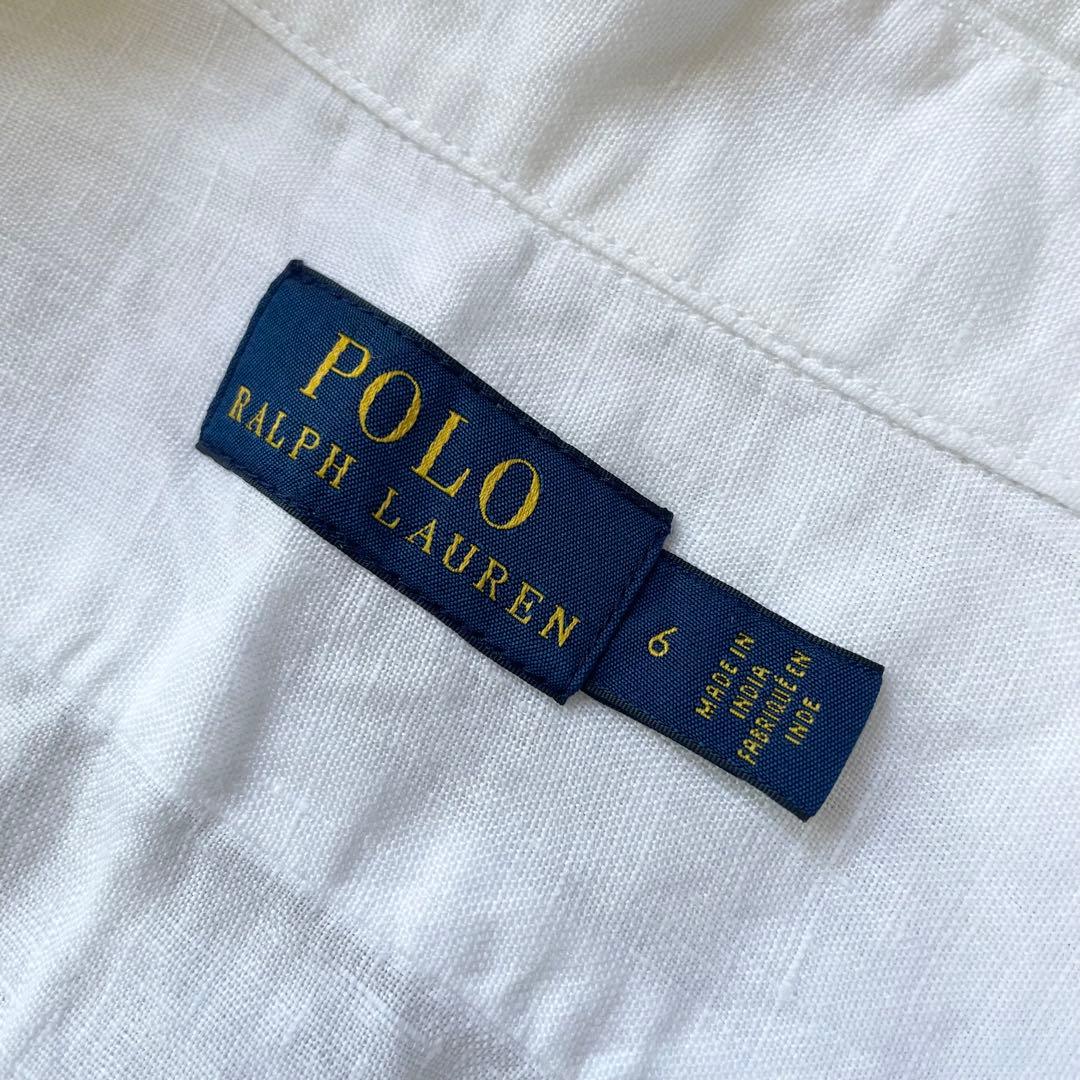 POLO
RALPH LAUREN
6
MADE IN
INDIA
FABRIQUÉ EN
INDE